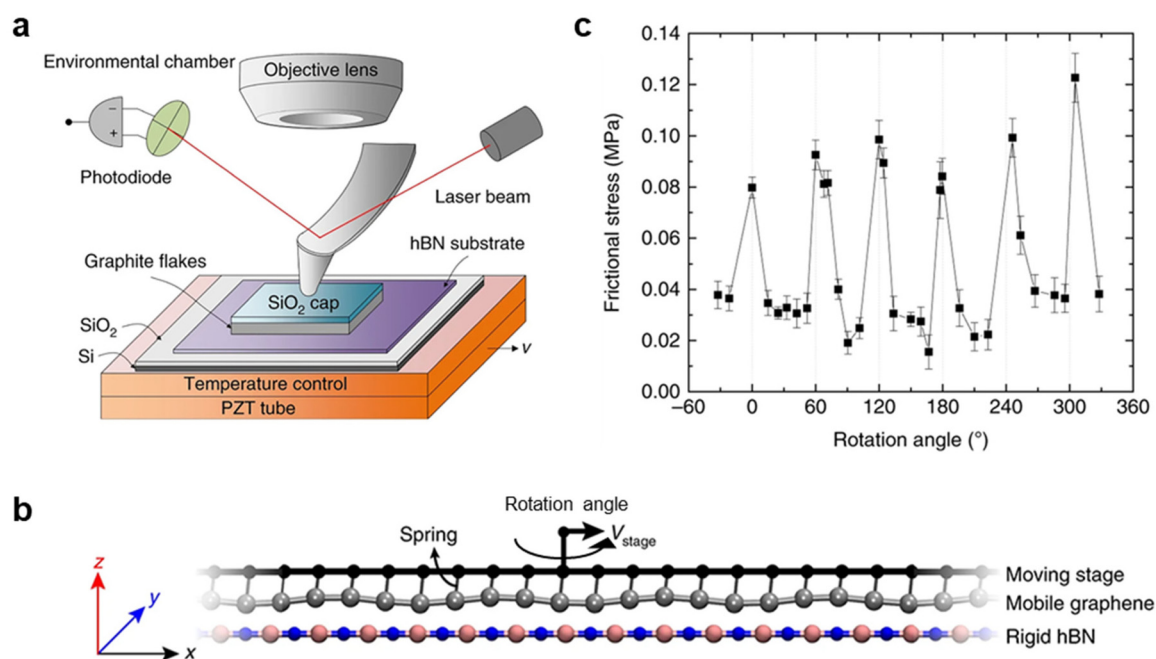 a
Environmental chamber
Objective lens
−
+
Photodiode
Laser beam
hBN substrate
Graphite flakes
SiO2 cap
SiO2
Si
v
Temperature control
PZT tube
c
Frictional stress (MPa)
0.14
0.12
0.10
0.08
0.06
0.04
0.02
0.00
−60 0 60 120 180 240 300 360
Rotation angle (°)
b
Rotation angle
Spring
Vstage
z
y
x
Moving stage
Mobile graphene
Rigid hBN